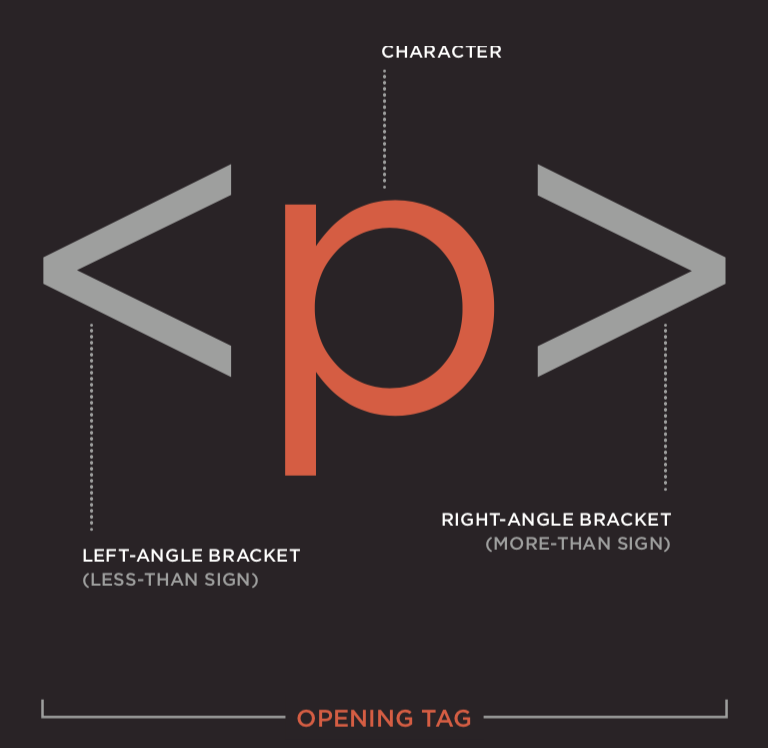 CHARACTER
<p>
RIGHT-ANGLE BRACKET
(MORE-THAN SIGN)
LEFT-ANGLE BRACKET
(LESS-THAN SIGN)
OPENING TAG